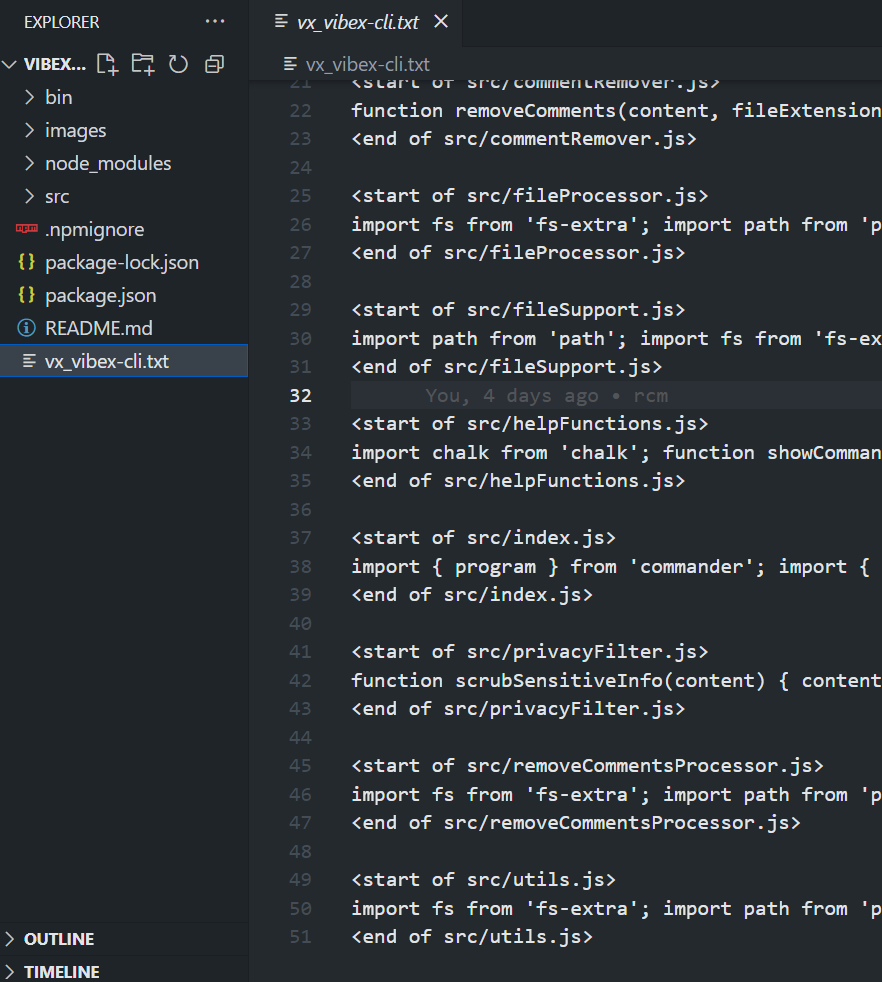 EXPLORER ···
VIBEX...
bin
images
node_modules
src
npm .npmignore
{} package-lock.json
{} package.json
README.md
vx_vibex-cli.txt
OUTLINE
TIMELINE
vx_vibex-cli.txt
vx_vibex-cli.txt
21 <start of src/commentRemover.js>
22 function removeComments(content, fileExtension
23 <end of src/commentRemover.js>
24
25 <start of src/fileProcessor.js>
26 import fs from 'fs-extra'; import path from 'p
27 <end of src/fileProcessor.js>
28
29 <start of src/fileSupport.js>
30 import path from 'path'; import fs from 'fs-ex
31 <end of src/fileSupport.js>
32 You, 4 days ago • rcm
33 <start of src/helpFunctions.js>
34 import chalk from 'chalk'; function showComman
35 <end of src/helpFunctions.js>
36
37 <start of src/index.js>
38 import { program } from 'commander'; import {
39 <end of src/index.js>
40
41 <start of src/privacyFilter.js>
42 function scrubSensitiveInfo(content) { content
43 <end of src/privacyFilter.js>
44
45 <start of src/removeCommentsProcessor.js>
46 import fs from 'fs-extra'; import path from 'p
47 <end of src/removeCommentsProcessor.js>
48
49 <start of src/utils.js>
50 import fs from 'fs-extra'; import path from 'p
51 <end of src/utils.js>